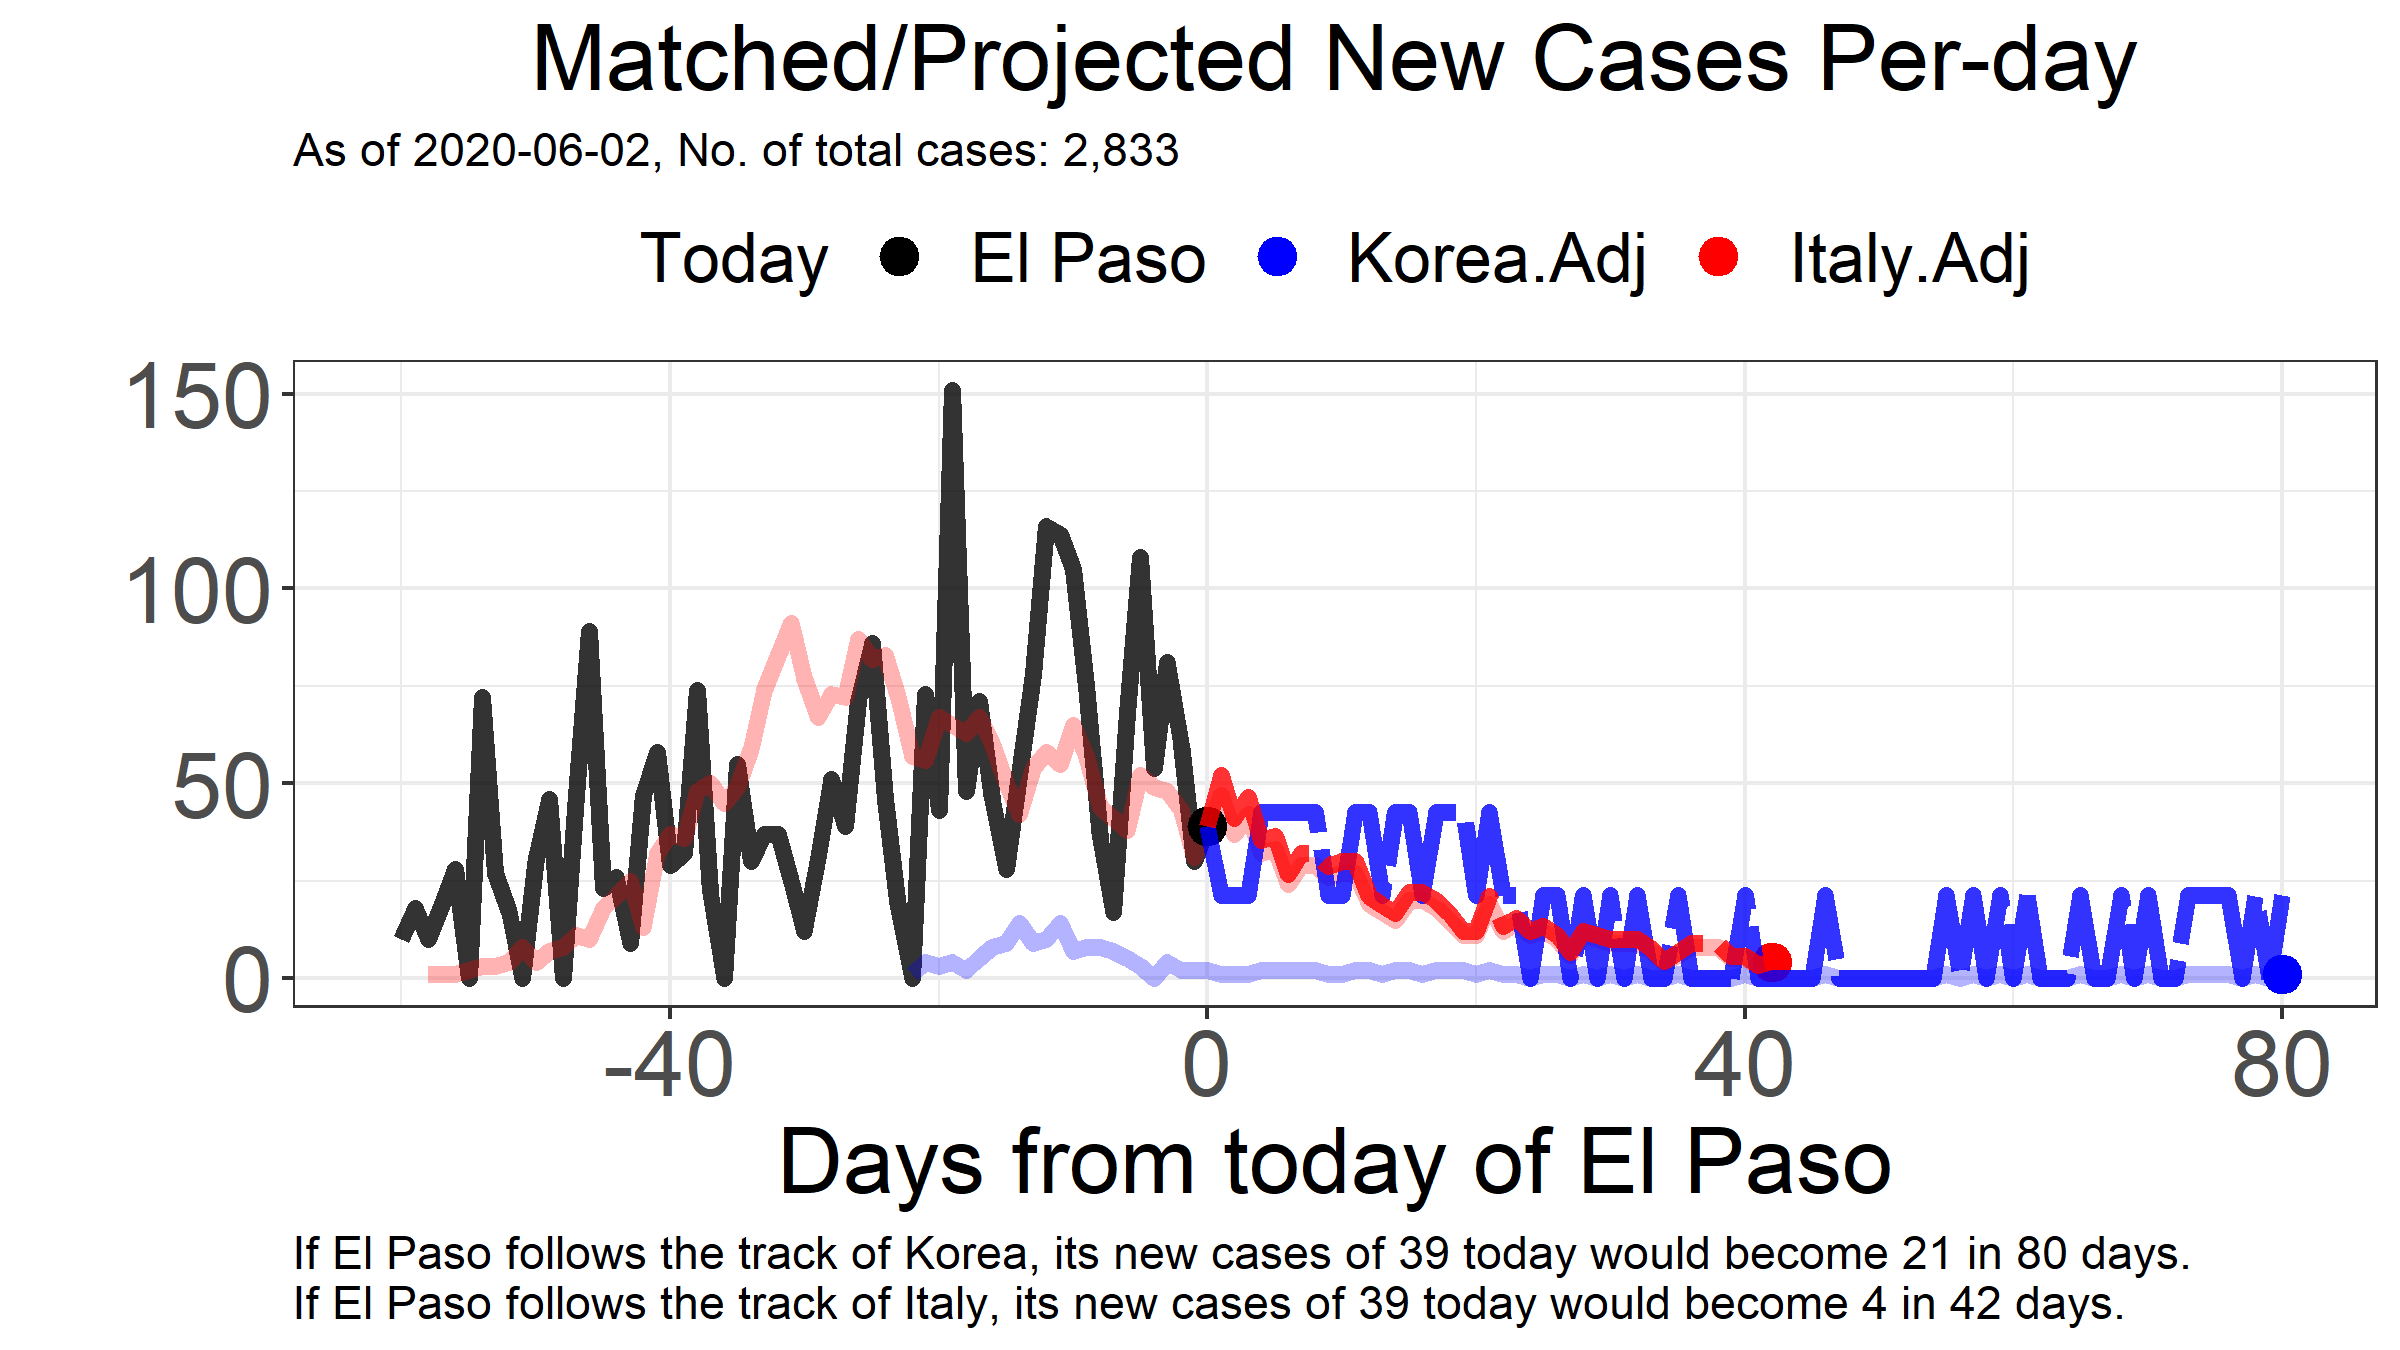 Matched/Projected New Cases Per-day
As of 2020-06-02, No. of total cases: 2,833
Today El Paso Korea.Adj Italy.Adj
150
100
50
0
-40 0 40 80
Days from today of El Paso
If El Paso follows the track of Korea, its new cases of 39 today would become 21 in 80 days.
If El Paso follows the track of Italy, its new cases of 39 today would become 4 in 42 days.